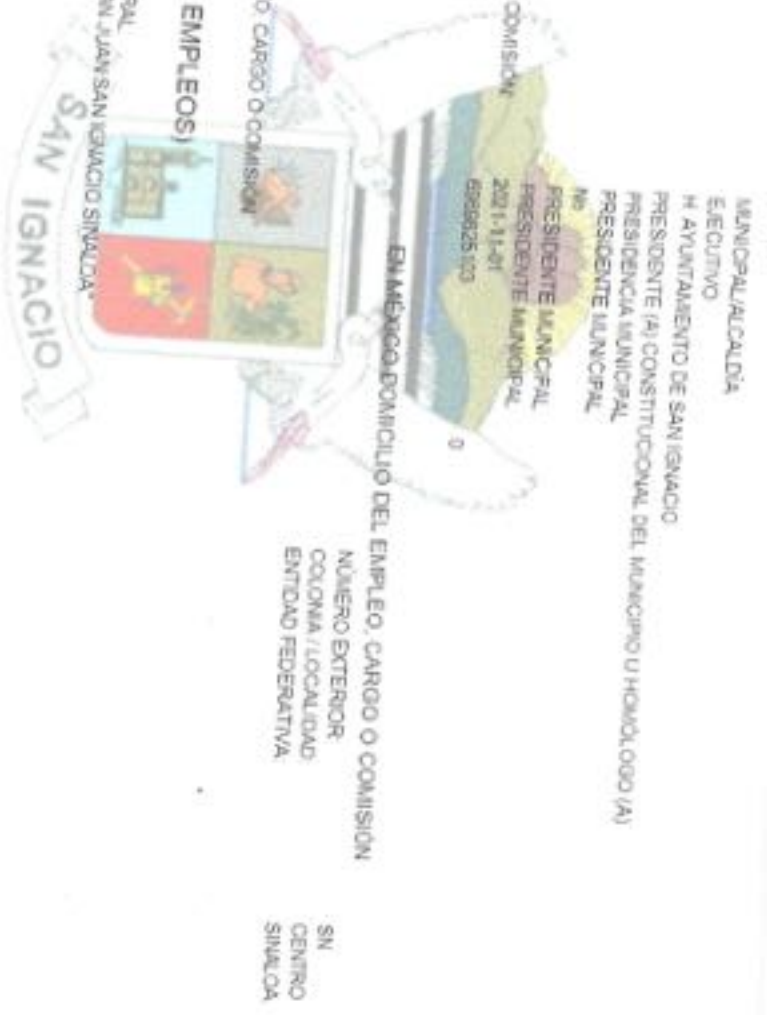 MUNICIPAL/ALCALDÍA
EJECUTIVO
H. AYUNTAMIENTO DE SAN IGNACIO
PRESIDENTE (A) CONSTITUCIONAL DEL MUNICIPIO U HOMÓLOGO (A)
PRESIDENCIA MUNICIPAL
PRESIDENTE MUNICIPAL
No
PRESIDENTE MUNICIPAL
PRESIDENTE MUNICIPAL
COMISIÓN
2021-11-01
0
EN MÉXICO DOMICILIO DEL EMPLEO, CARGO O COMISIÓN
NÚMERO EXTERIOR: SN
COLONIA / LOCALIDAD: CENTRO
ENTIDAD FEDERATIVA: SINALOA
O, CARGO O COMISIÓN
EMPLEOS)
RAL
JUAN SAN IGNACIO SINALOA"
SAN IGNACIO